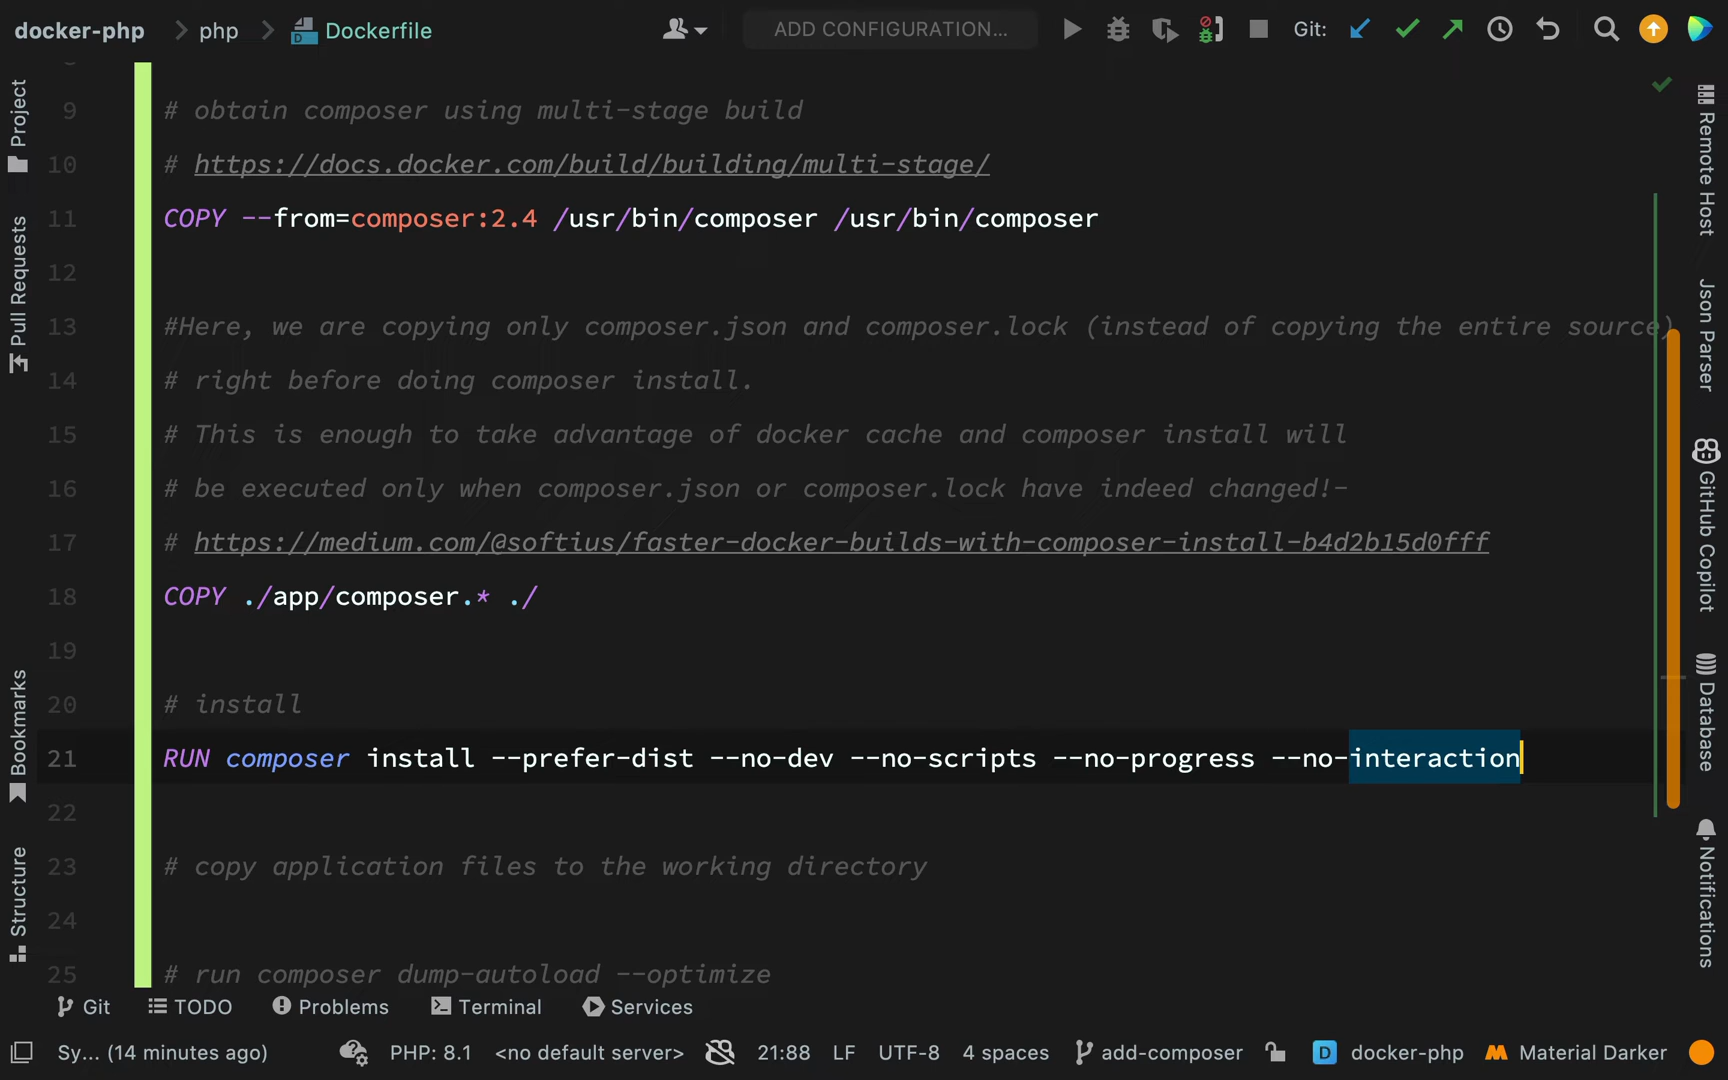 docker-php > php > Dockerfile
ADD CONFIGURATION...
Git:
Project
Pull Requests
Bookmarks
Structure
9 # obtain composer using multi-stage build
10 # https://docs.docker.com/build/building/multi-stage/
11 COPY --from=composer:2.4 /usr/bin/composer /usr/bin/composer
12
13 #Here, we are copying only composer.json and composer.lock (instead of copying the entire source)
14 # right before doing composer install.
15 # This is enough to take advantage of docker cache and composer install will
16 # be executed only when composer.json or composer.lock have indeed changed!-
17 # https://medium.com/@softius/faster-docker-builds-with-composer-install-b4d2b15d0fff
18 COPY ./app/composer.* ./
19
20 # install
21 RUN composer install --prefer-dist --no-dev --no-scripts --no-progress --no-interaction
22
23 # copy application files to the working directory
24
25 # run composer dump-autoload --optimize
Remote Host
Json Parser
GitHub Copilot
Database
Notifications
Git TODO Problems Terminal Services
Sy... (14 minutes ago) PHP: 8.1 <no default server> 21:88 LF UTF-8 4 spaces add-composer D docker-php Material Darker